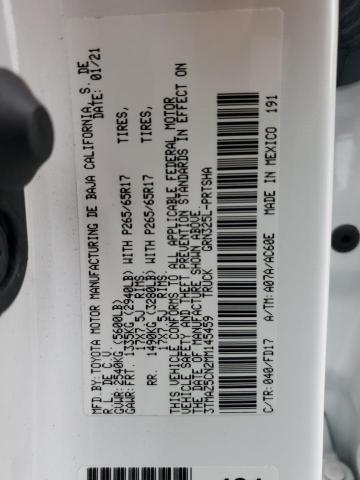 MFD.BY:TOYOTA MOTOR MANUFACTURING DE BAJA CALIFORNIA, S. DE
R. L. DE C. V. DATE: 01/21
GVWR: 2540KG (5600LB)
GAWR: FRT. 1335KG (2940LB) WITH P265/65R17 TIRES,
17X7.5J RIMS,
RR. 1490KG (3280LB) WITH P265/65R17 TIRES,
17X7.5J RIMS.
THIS VEHICLE CONFORMS TO ALL APPLICABLE FEDERAL MOTOR
VEHICLE SAFETY AND THEFT PREVENTION STANDARDS IN EFFECT ON
THE DATE OF MANUFACTURE SHOWN ABOVE.
3TMAZ5CN2MM145459 TRUCK GRN325L-PRTSHA
C/TR: 040/FD17 A/TM: A07A/AC60E MADE IN MEXICO 191